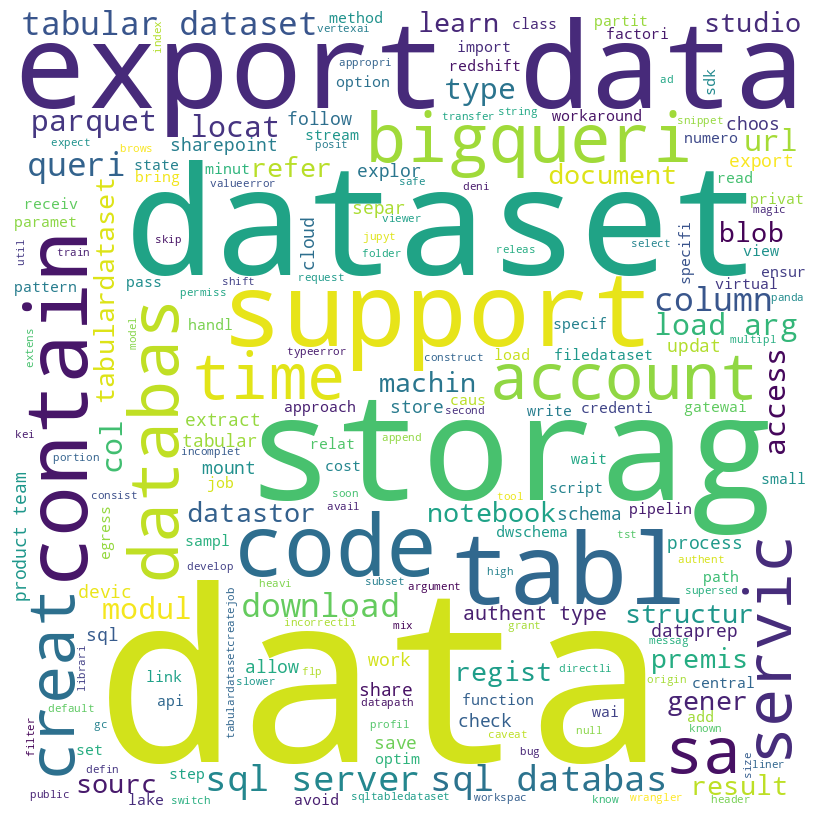 tabular dataset
method
learn
class
partit
studio
vertexai
factori
index
export data
import
appropri
redshift
option
type
ad
sdk
parquet
locat
follow
transfer
string
workaround
snippet
choos
expect
brows
sharepoint
stream
posit
bigqueri
numero
url
queri
state
minut
refer
explor
document
export
bring
valueerror
safe
deni
read
receiv
paramet
tabulardataset
separ
viewer
jupyt
folder
dataset
privat
magic
blob
util
train
skip
cloud
releas
select
specifi
view
ensur
pattern
pass
shift
request
virtual
panda
contain
permiss
support
column
extens
model
databas
handl
typeerror
construct
specif
load arg
multipl
filedataset
updat
time
machin
load
account
access
col
extract
approach
store
caus
second
write
credenti
gatewai
kei
tabular
relat
append
storag
portion
incomplet
mount
cost
wait
small
product team
consist
egress
job
soon
avail
tool
script
pipelin
datastor
notebook
schema
sampl
code
dwschema
tst
tabl
process
servic
develop
subset
high
authent
devic
heavi
argument
path
supersed
creat
modul
download
authent type
structur
incorrectli
mix
grant
dataprep
sql
tabulardatasetcreatejob
data
messag
librari
link
allow
work
regist
directli
origin
premis
slower
flp
api
share
datapath
function
central
gener
default
filter
gc
profil
check
wai
add
known
set
save
caveat
null
sa
optim
bug
size
liner
defin
step
sourc
sql server
sql databas
result
public
lake
switch
avoid
sqltabledataset
workspac
know
wrangler
header